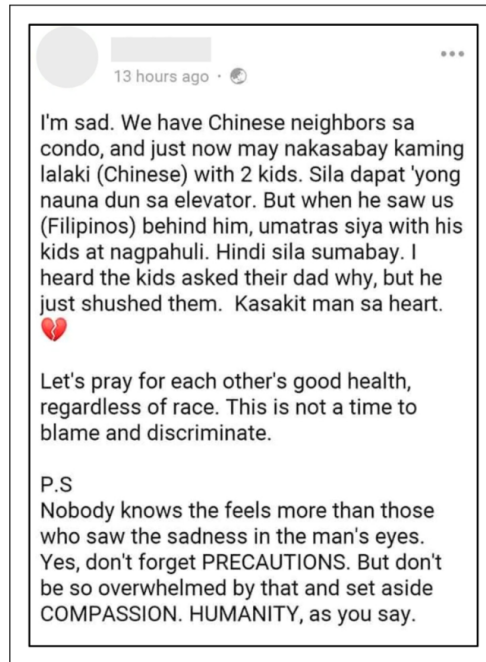 13 hours ago ·
I'm sad. We have Chinese neighbors sa
condo, and just now may nakasabay kaming
lalaki (Chinese) with 2 kids. Sila dapat 'yong
nauna dun sa elevator. But when he saw us
(Filipinos) behind him, umatras siya with his
kids at nagpahuli. Hindi sila sumabay. I
heard the kids asked their dad why, but he
just shushed them.  Kasakit man sa heart.
💔
Let's pray for each other's good health,
regardless of race. This is not a time to
blame and discriminate.
P.S
Nobody knows the feels more than those
who saw the sadness in the man's eyes.
Yes, don't forget PRECAUTIONS. But don't
be so overwhelmed by that and set aside
COMPASSION. HUMANITY, as you say.